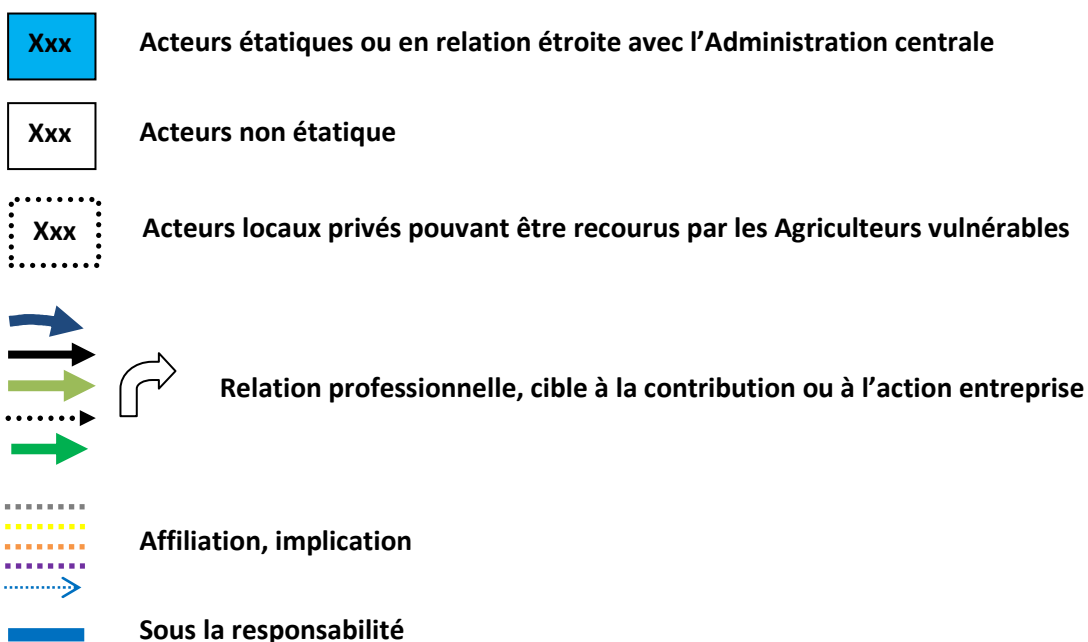 Xxx Acteurs étatiques ou en relation étroite avec l’Administration centrale
Xxx Acteurs non étatique
Xxx Acteurs locaux privés pouvant être recourus par les Agriculteurs vulnérables
Relation professionnelle, cible à la contribution ou à l’action entreprise
Affiliation, implication
Sous la responsabilité